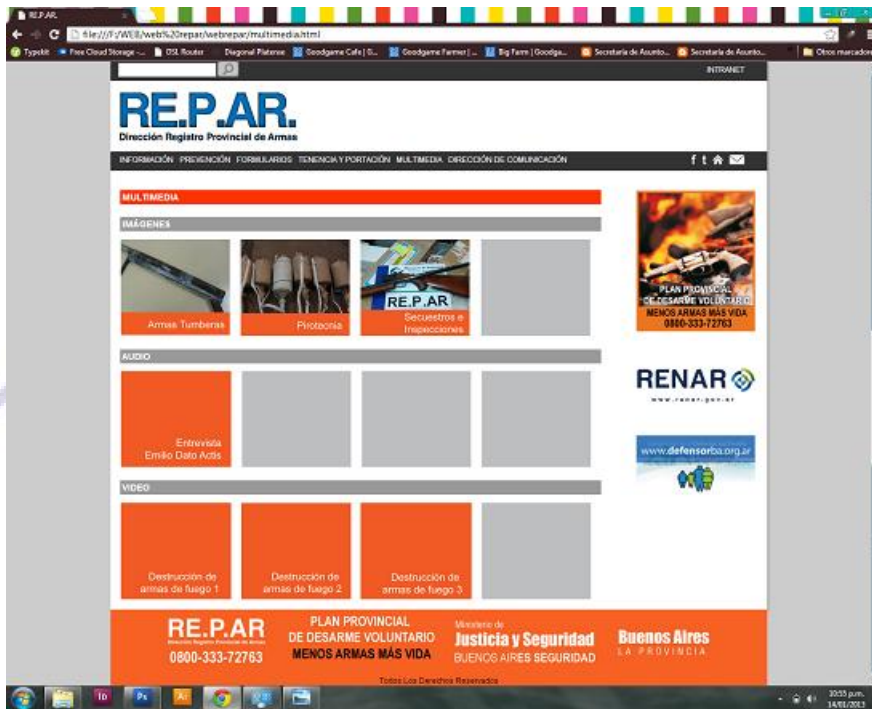 RE.P.AR.
file:///F:/WEB/web%20repar/webrepar/multimedia.html
Typekit Free Cloud Storage -... DSL Router Diagonal Platense Goodgame Cafe | G... Goodgame Farmer | ... Big Farm | Goodga... Secretaría de Asunto... Secretaría de Asunto... Otros marcadores
INTRANET
RE.P.AR.
Dirección Registro Provincial de Armas
INFORMACIÓN PREVENCIÓN FORMULARIOS TENENCIA Y PORTACIÓN MULTIMEDIA DIRECCIÓN DE COMUNICACIÓN
MULTIMEDIA
IMÁGENES
RE.P.AR
Armas Tumberas
Pirotecnia
Secuestros e
Inspecciones
PLAN PROVINCIAL
DE DESARME VOLUNTARIO
MENOS ARMAS MÁS VIDA
0800-333-72763
AUDIO
Entrevista
Emilio Dato Actis
RENAR
www.renar.gov.ar
www.defensorba.org.ar
VIDEO
Destrucción de
armas de fuego 1
Destrucción de
armas de fuego 2
Destrucción de
armas de fuego 3
RE.P.AR
Dirección Registro Provincial de Armas
0800-333-72763
PLAN PROVINCIAL
DE DESARME VOLUNTARIO
MENOS ARMAS MÁS VIDA
Ministerio de
Justicia y Seguridad
BUENOS AIRES SEGURIDAD
Buenos Aires
LA PROVINCIA
Todos Los Derechos Reservados
Id Ps Ai
10:55 p.m.
14/01/2013